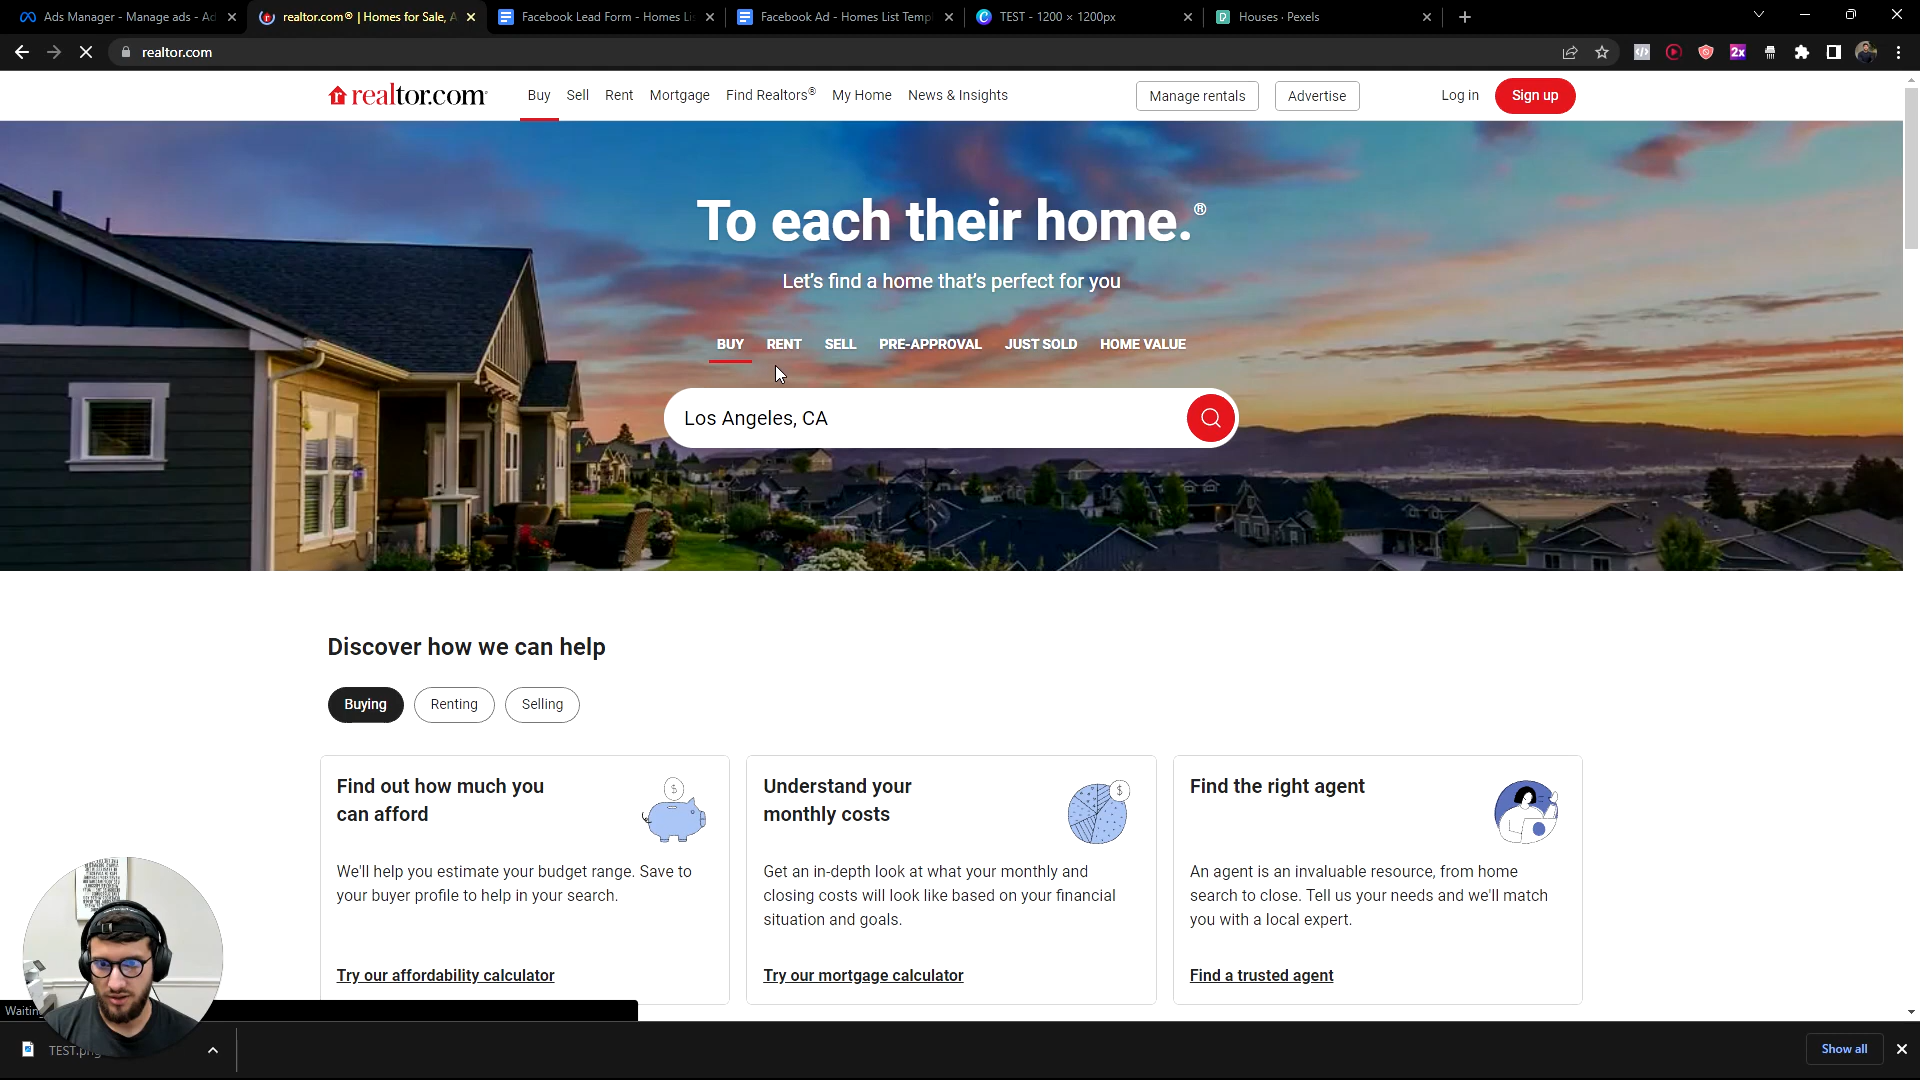 Ads Manager - Manage ads - Ad
realtor.com® | Homes for Sale, A
Facebook Lead Form - Homes Lis
Facebook Ad - Homes List Templ
TEST - 1200 × 1200px
Houses · Pexels
realtor.com
2x
realtor.com
Buy
Sell
Rent
Mortgage
Find Realtors®
My Home
News & Insights
Manage rentals
Advertise
Log in
Sign up
To each their home.®
Let's find a home that's perfect for you
BUY
RENT
SELL
PRE-APPROVAL
JUST SOLD
HOME VALUE
Los Angeles, CA
Discover how we can help
Buying
Renting
Selling
Find out how much you
can afford
We'll help you estimate your budget range. Save to
your buyer profile to help in your search.
Try our affordability calculator
Understand your
monthly costs
Get an in-depth look at what your monthly and
closing costs will look like based on your financial
situation and goals.
Try our mortgage calculator
Find the right agent
An agent is an invaluable resource, from home
search to close. Tell us your needs and we'll match
you with a local expert.
Find a trusted agent
Waiting
TEST.png
Show all